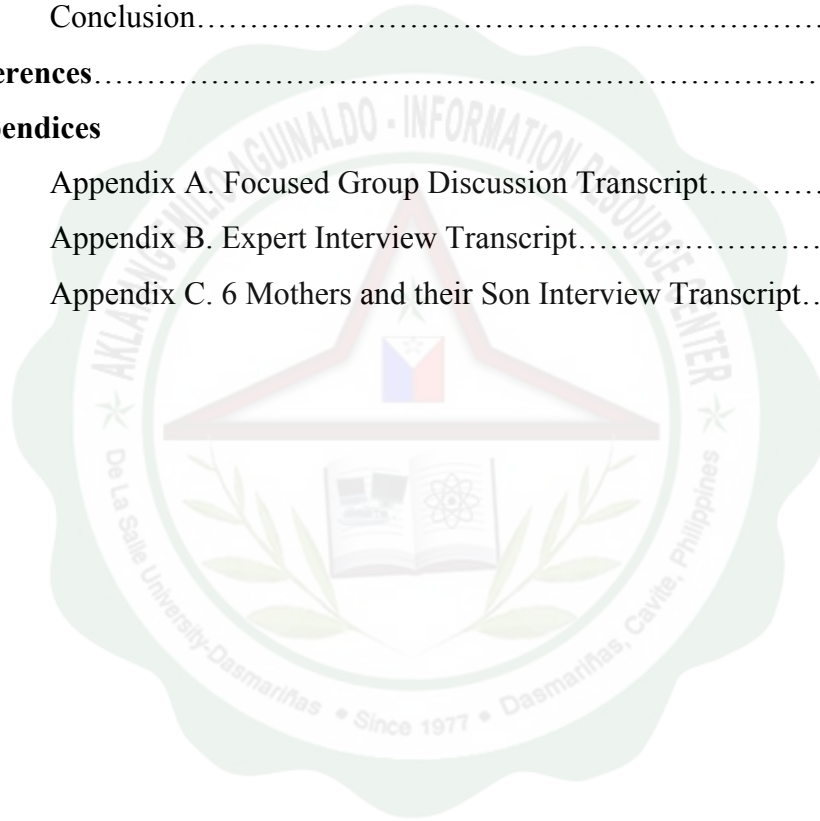 Conclusion…………………………………………………………
erences……………………………………………………………
endices
Appendix A. Focused Group Discussion Transcript…………
Appendix B. Expert Interview Transcript……………………
Appendix C. 6 Mothers and their Son Interview Transcript…
AKLATANG EMILIO AGUINALDO - INFORMATION RESOURCE CENTER
De La Salle University-Dasmariñas • Since 1977 • Dasmariñas, Cavite, Philippines